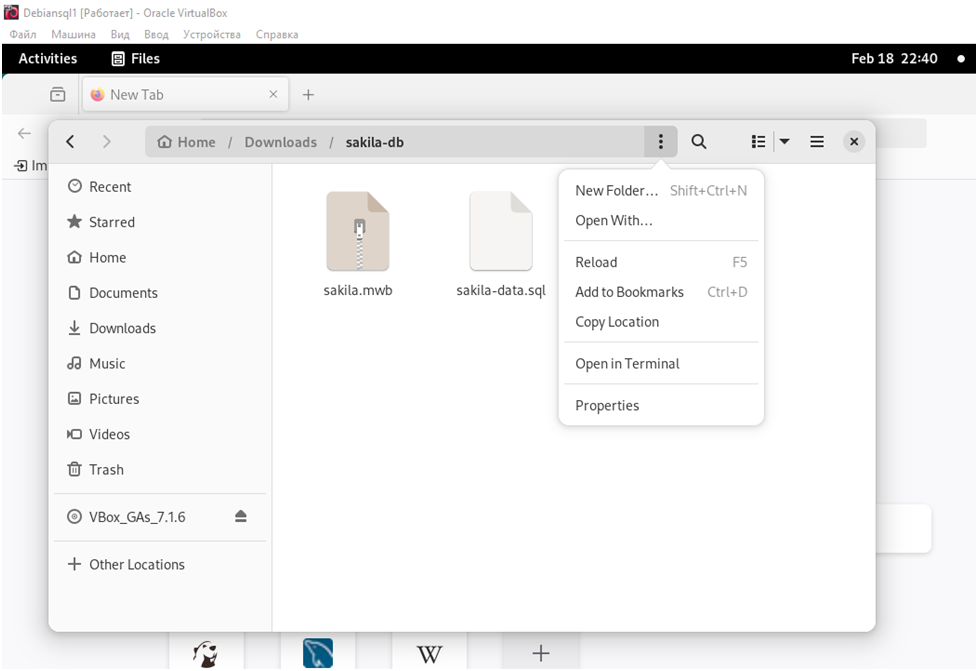 Debiansql1 [Работает] - Oracle VirtualBox
Файл Машина Вид Ввод Устройства Справка
Activities Files Feb 18 22:40
New Tab
Home / Downloads / sakila-db
Im
Recent
Starred
Home
Documents
Downloads
Music
Pictures
Videos
Trash
VBox_GAs_7.1.6
Other Locations
sakila.mwb
sakila-data.sql
New Folder... Shift+Ctrl+N
Open With...
Reload F5
Add to Bookmarks Ctrl+D
Copy Location
Open in Terminal
Properties
W